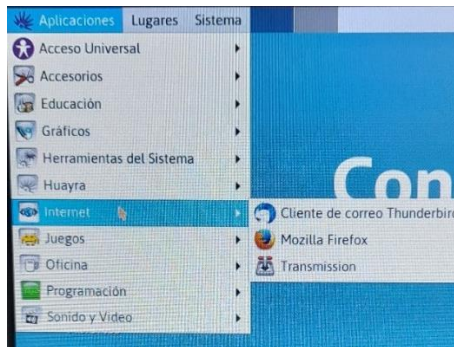 Aplicaciones Lugares Sistema
Acceso Universal
Accesorios
Educación
Gráficos
Herramientas del Sistema
Huayra
Internet
Juegos
Oficina
Programación
Sonido y Video
Con
Cliente de correo Thunderbird
Mozilla Firefox
Transmission